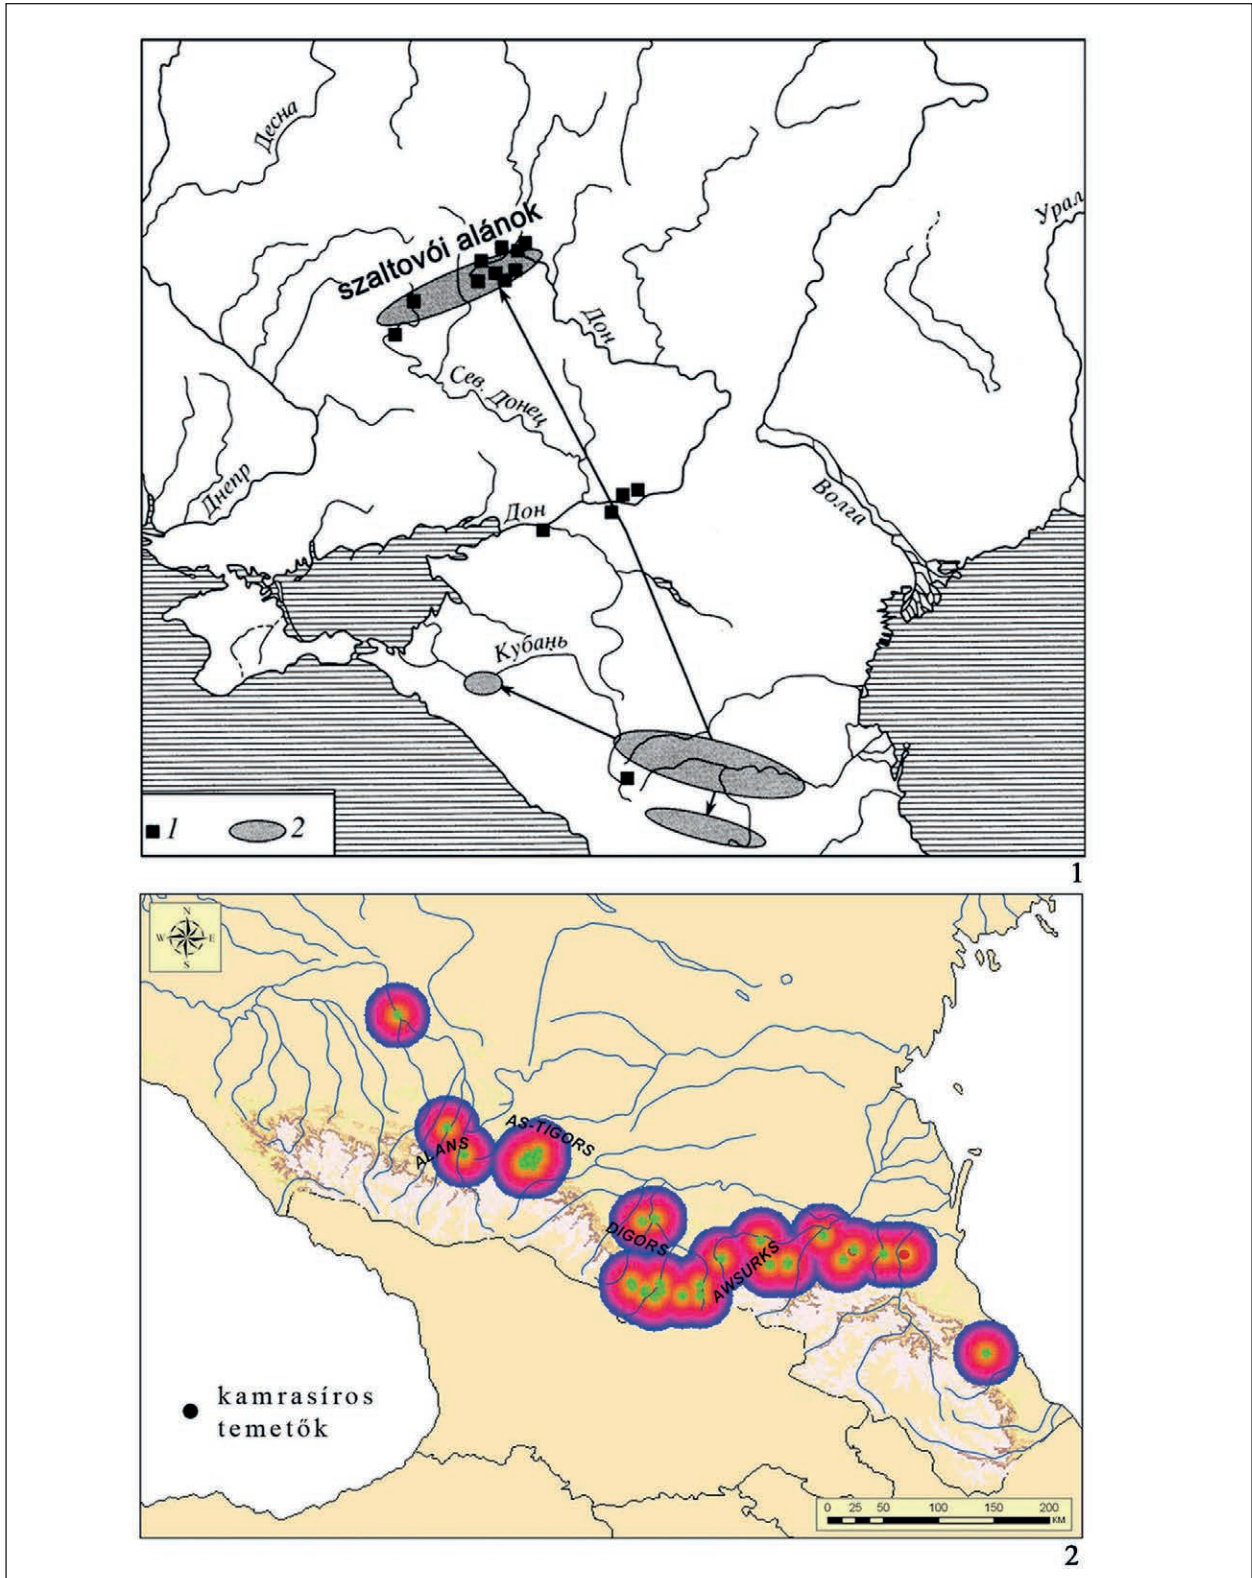 Десна
Урал
szaltovói alánok
Дон
Сев. Донец
Днепр
Волга
Дон
Кубань
1 2
1
N
W E
S
AS-TIGORS
ALANS
DIGORS
AWSURKS
kamrasíros
temetők
0 25 50 100 150 200
KM
2